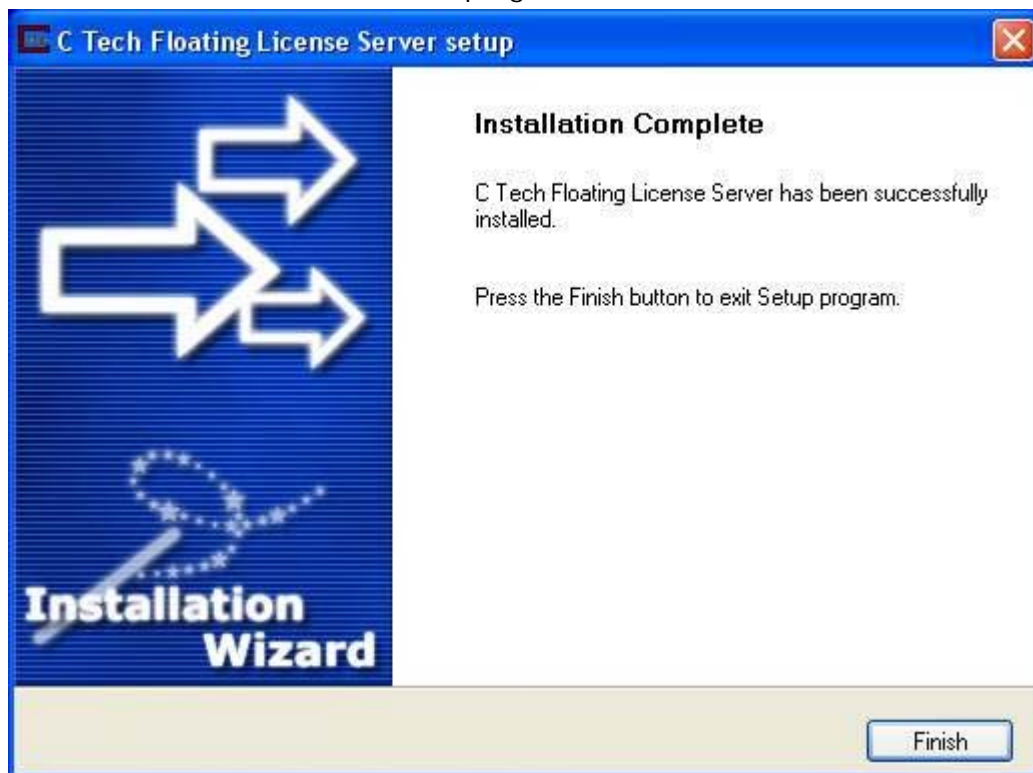 C Tech Floating License Server setup
Installation Complete
C Tech Floating License Server has been successfully
installed.
Press the Finish button to exit Setup program.
Installation
Wizard
Finish